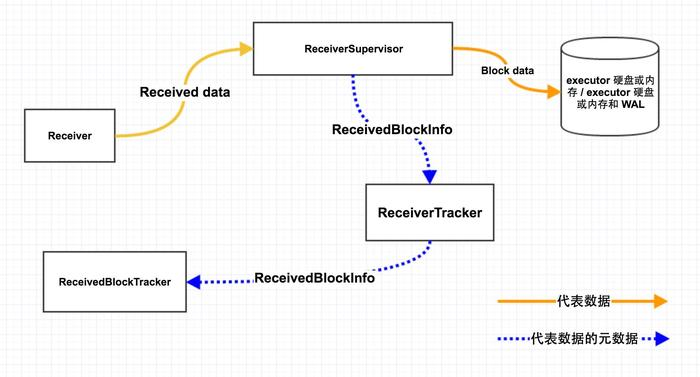 ReceiverSupervisor
Block data
executor 硬盘或内
存 / executor 硬盘
或内存和 WAL
Received data
Receiver
ReceivedBlockInfo
ReceiverTracker
ReceivedBlockTracker
ReceivedBlockInfo
代表数据
代表数据的元数据